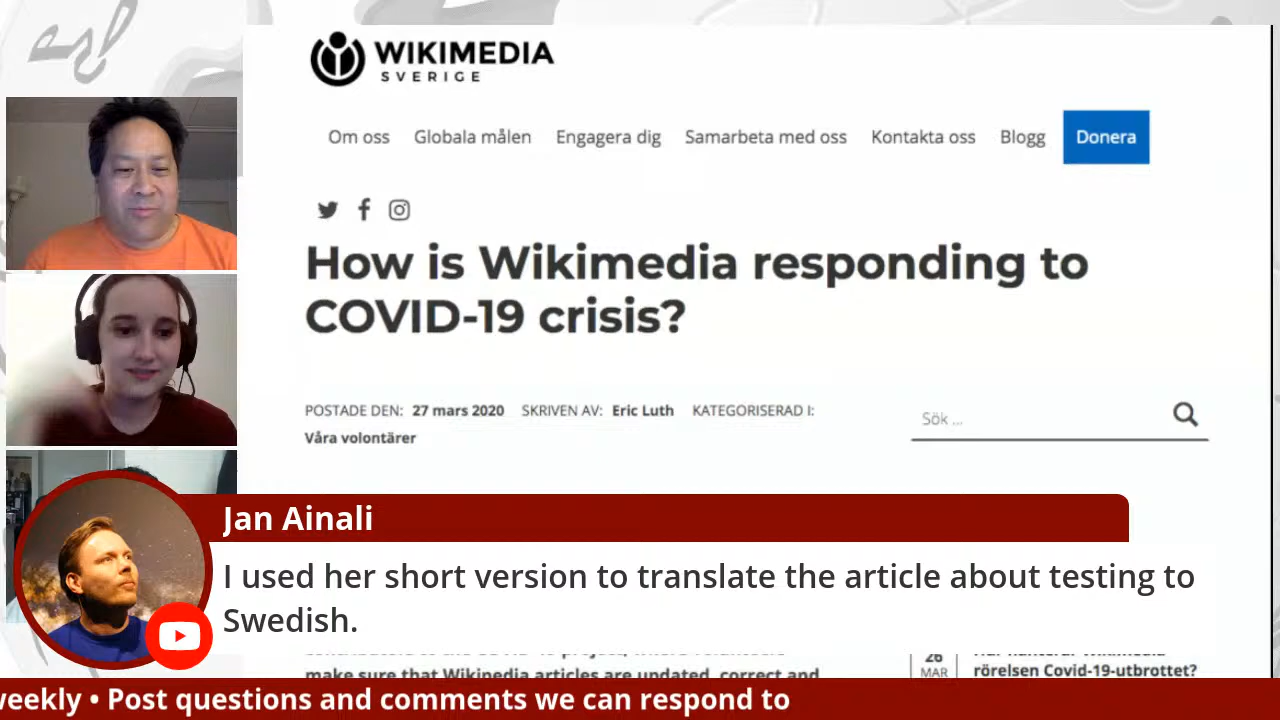 WIKIMEDIA
SVERIGE
Om oss Globala målen Engagera dig Samarbeta med oss Kontakta oss Blogg Donera
How is Wikimedia responding to
COVID-19 crisis?
POSTADE DEN: 27 mars 2020 SKRIVEN AV: Eric Luth KATEGORISERAD I:
Våra volontärer
Sök ...
Jan Ainali
I used her short version to translate the article about testing to
Swedish.
make sure that Wikipedia articles are updated, correct and
26
MAR
rörelsen Covid-19-utbrottet?
weekly • Post questions and comments we can respond to